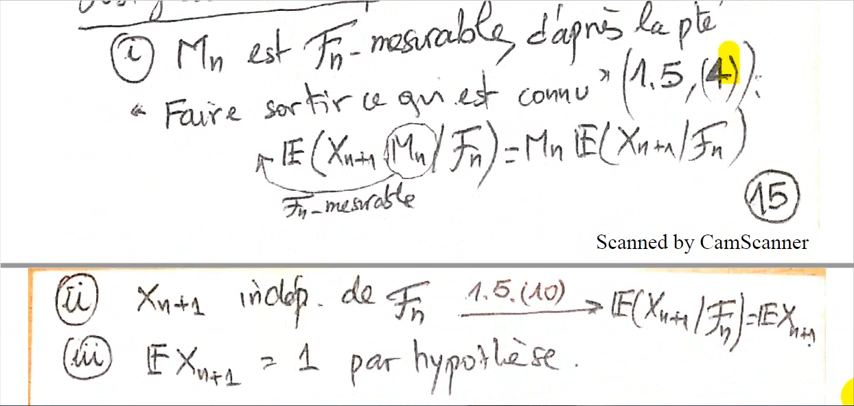 (i) Mn est Fn-mesurable, d'après la pté
"Faire sortir ce qui est connu" (1.5, (4)):
𝔼(Xn+1 Mn / Fn) = Mn 𝔼(Xn+1 / Fn)
Fn-mesurable
15
Scanned by CamScanner
(ii) Xn+1 indép. de Fn 1.5.(10) → 𝔼(Xn+1 / Fn) = 𝔼Xn+1
(iii) 𝔼Xn+1 = 1 par hypothèse.